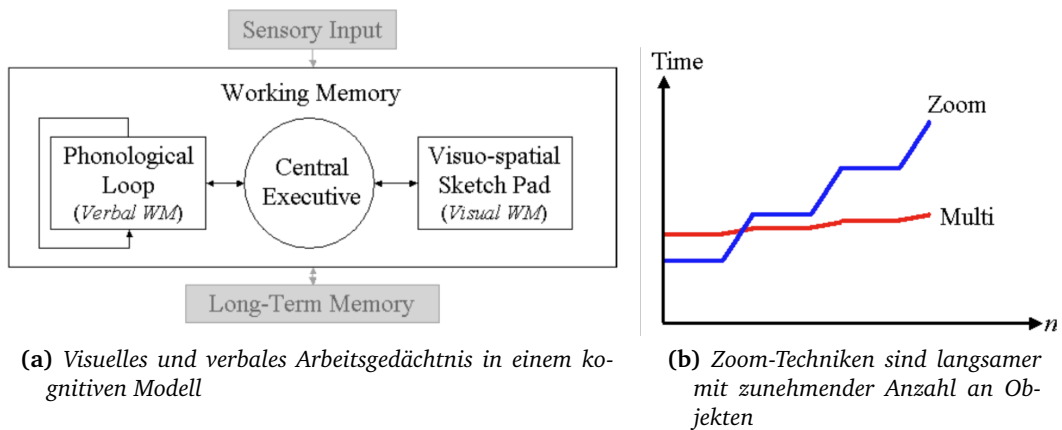 Sensory Input
Working Memory
Phonological
Loop
(Verbal WM)
Central
Executive
Visuo-spatial
Sketch Pad
(Visual WM)
Long-Term Memory
(a) Visuelles und verbales Arbeitsgedächtnis in einem ko-
gnitiven Modell
Time
Zoom
Multi
n
(b) Zoom-Techniken sind langsamer
mit zunehmender Anzahl an Ob-
jekten